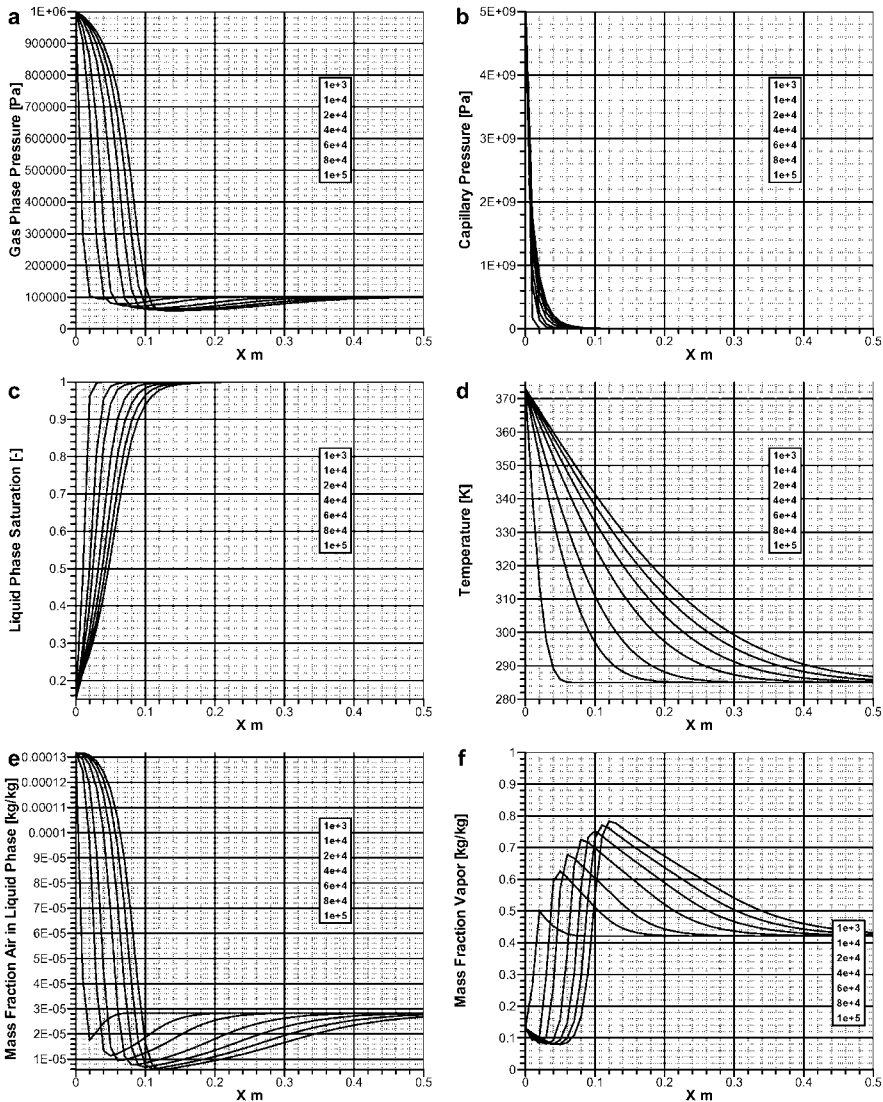 a
Gas Phase Pressure [Pa]
1E+06
900000
800000
700000
600000
500000
400000
300000
200000
100000
0
1e+3
1e+4
2e+4
4e+4
6e+4
8e+4
1e+5
0 0.1 0.2 0.3 0.4 0.5
X m
b
Capillary Pressure [Pa]
5E+09
4E+09
3E+09
2E+09
1E+09
0
1e+3
1e+4
2e+4
4e+4
6e+4
8e+4
1e+5
0 0.1 0.2 0.3 0.4 0.5
X m
c
Liquid Phase Saturation [-]
1
0.9
0.8
0.7
0.6
0.5
0.4
0.3
0.2
1e+3
1e+4
2e+4
4e+4
6e+4
8e+4
1e+5
0 0.1 0.2 0.3 0.4 0.5
X m
d
Temperature [K]
370
360
350
340
330
320
310
300
290
280
1e+3
1e+4
2e+4
4e+4
6e+4
8e+4
1e+5
0 0.1 0.2 0.3 0.4 0.5
X m
e
Mass Fraction Air in Liquid Phase [kg/kg]
0.00013
0.00012
0.00011
0.0001
9E-05
8E-05
7E-05
6E-05
5E-05
4E-05
3E-05
2E-05
1E-05
1e+3
1e+4
2e+4
4e+4
6e+4
8e+4
1e+5
0 0.1 0.2 0.3 0.4 0.5
X m
f
Mass Fraction Vapor [kg/kg]
1
0.9
0.8
0.7
0.6
0.5
0.4
0.3
0.2
0.1
0
1e+3
1e+4
2e+4
4e+4
6e+4
8e+4
1e+5
0 0.1 0.2 0.3 0.4 0.5
X m